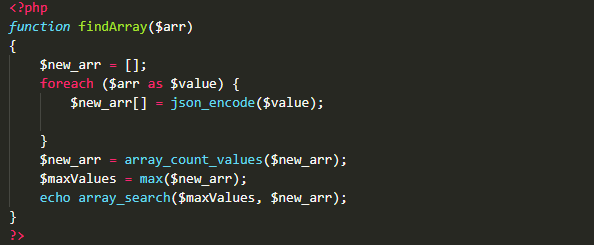 <?php
function findArray($arr)
{
    $new_arr = [];
    foreach ($arr as $value) {
        $new_arr[] = json_encode($value);
    }
    $new_arr = array_count_values($new_arr);
    $maxValues = max($new_arr);
    echo array_search($maxValues, $new_arr);
}
?>